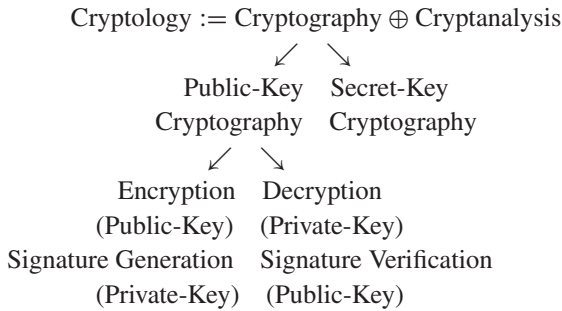 Cryptology := Cryptography ⊕ Cryptanalysis
↙ ↘
Public-Key Secret-Key
Cryptography Cryptography
↙ ↘
Encryption Decryption
(Public-Key) (Private-Key)
Signature Generation Signature Verification
(Private-Key) (Public-Key)